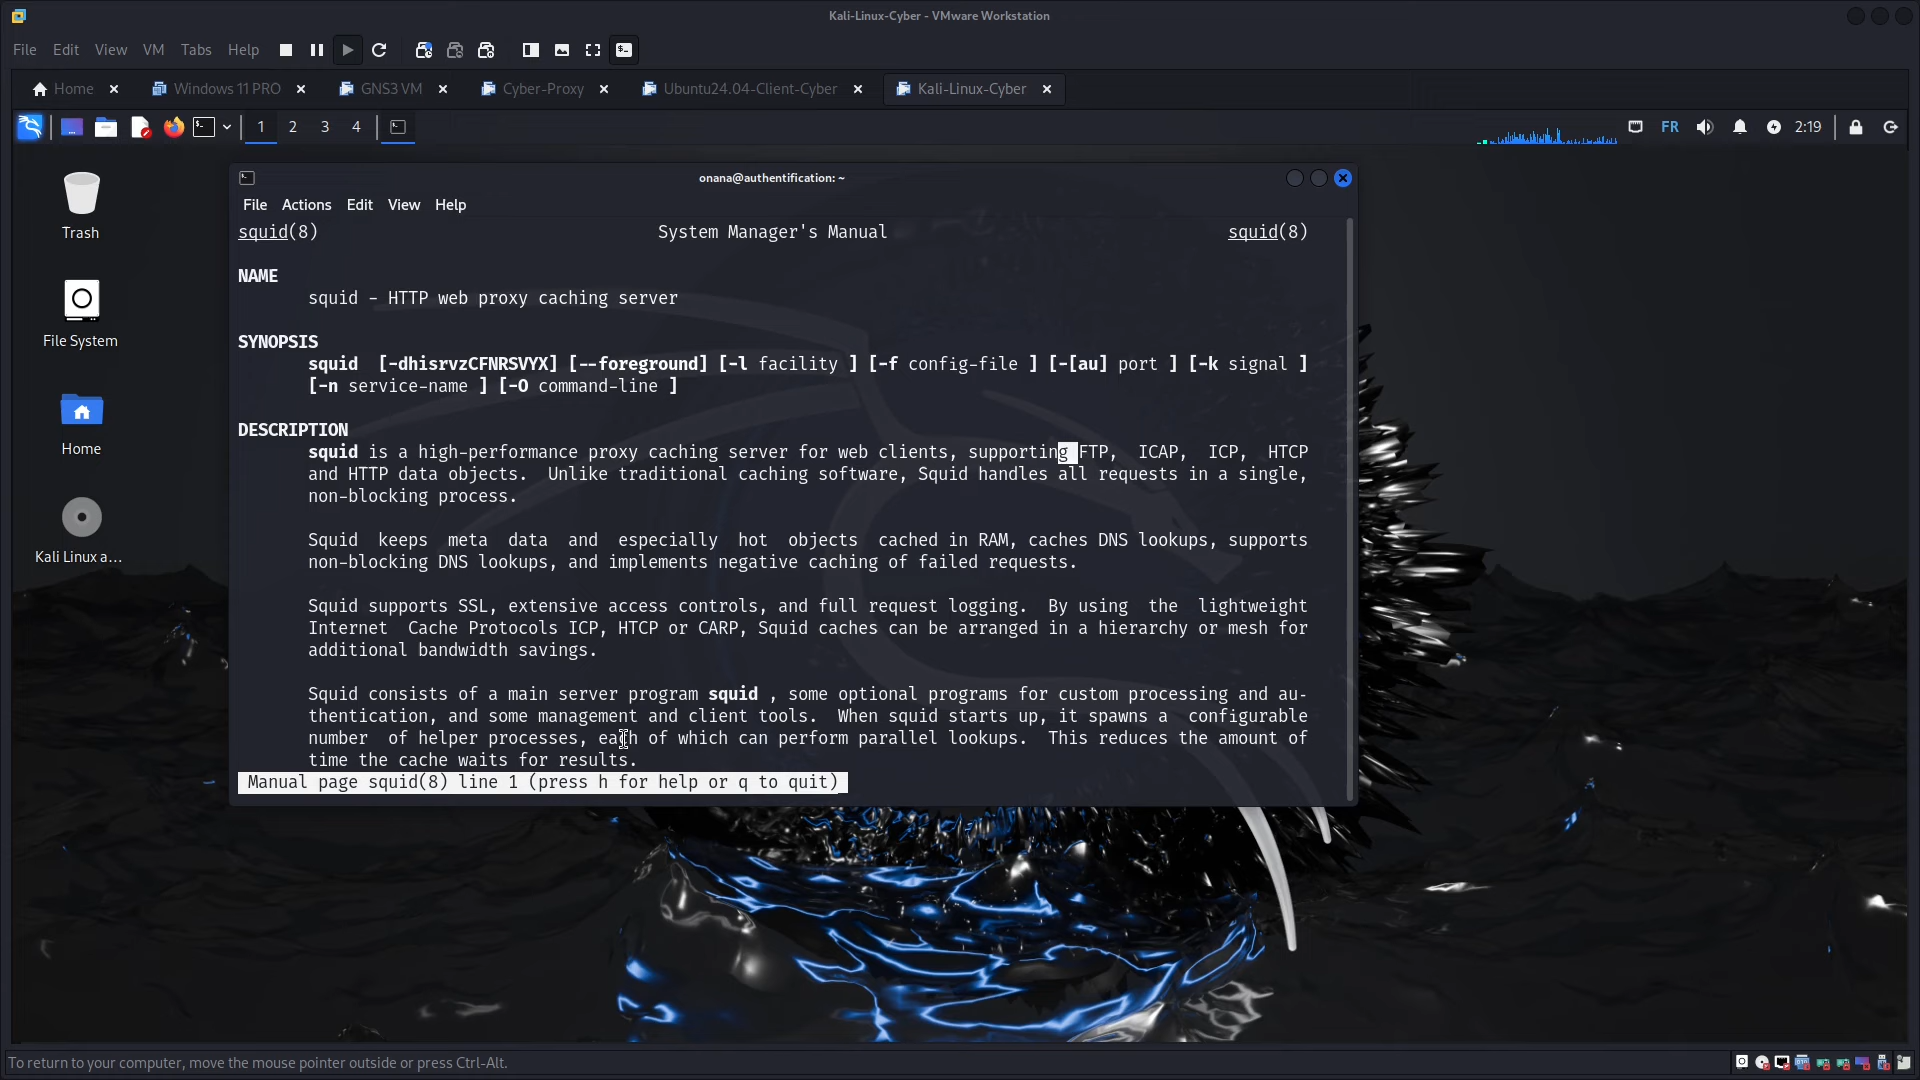 Kali-Linux-Cyber - VMware Workstation
File Edit View VM Tabs Help
Home Windows 11 PRO GNS3 VM Cyber-Proxy Ubuntu24.04-Client-Cyber Kali-Linux-Cyber
1 2 3 4 FR 2:19
onana@authentification: ~
File Actions Edit View Help
squid(8) System Manager's Manual squid(8)
NAME
squid - HTTP web proxy caching server
SYNOPSIS
squid [-dhisrvzCFNRSVYX] [--foreground] [-l facility ] [-f config-file ] [-[au] port ] [-k signal ]
[-n service-name ] [-O command-line ]
DESCRIPTION
squid is a high-performance proxy caching server for web clients, supporting FTP, ICAP, ICP, HTCP
and HTTP data objects. Unlike traditional caching software, Squid handles all requests in a single,
non-blocking process.
Squid keeps meta data and especially hot objects cached in RAM, caches DNS lookups, supports
non-blocking DNS lookups, and implements negative caching of failed requests.
Squid supports SSL, extensive access controls, and full request logging. By using the lightweight
Internet Cache Protocols ICP, HTCP or CARP, Squid caches can be arranged in a hierarchy or mesh for
additional bandwidth savings.
Squid consists of a main server program squid , some optional programs for custom processing and au-
thentication, and some management and client tools. When squid starts up, it spawns a configurable
number of helper processes, each of which can perform parallel lookups. This reduces the amount of
time the cache waits for results.
Manual page squid(8) line 1 (press h for help or q to quit)
Trash
File System
Home
Kali Linux a...
To return to your computer, move the mouse pointer outside or press Ctrl-Alt.